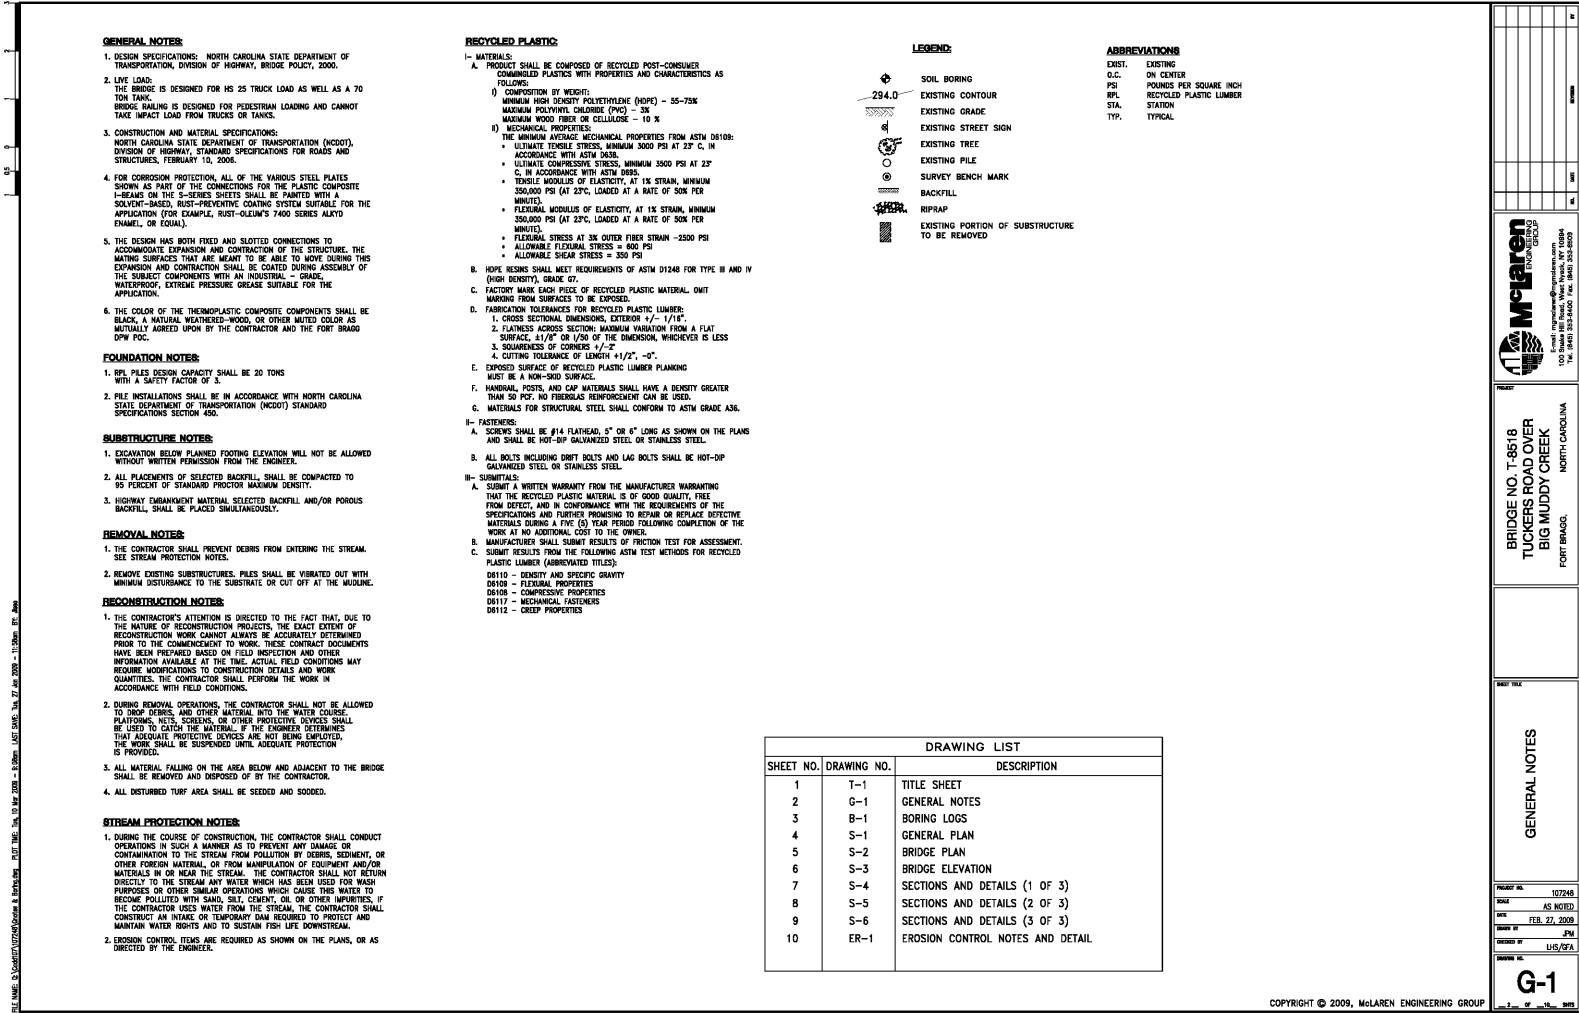 GENERAL NOTES:
1. DESIGN SPECIFICATIONS: NORTH CAROLINA STATE DEPARTMENT OF
TRANSPORTATION, DIVISION OF HIGHWAY, BRIDGE POLICY, 2000.
2. LIVE LOAD:
THE BRIDGE IS DESIGNED FOR HS 25 TRUCK LOAD AS WELL AS A 70
TON TANK.
BRIDGE RAILING IS DESIGNED FOR PEDESTRIAN LOADING AND CANNOT
TAKE IMPACT LOAD FROM TRUCKS OR TANKS.
3. CONSTRUCTION AND MATERIAL SPECIFICATIONS:
NORTH CAROLINA STATE DEPARTMENT OF TRANSPORTATION (NCDOT),
DIVISION OF HIGHWAY, STANDARD SPECIFICATIONS FOR ROADS AND
STRUCTURES, FEBRUARY 10, 2006.
4. FOR CORROSION PROTECTION, ALL OF THE VARIOUS STEEL PLATES
SHOWN AS PART OF THE CONNECTIONS FOR THE PLASTIC COMPOSITE
I-BEAMS ON THE S-SERIES SHEETS SHALL BE PAINTED WITH A
SOLVENT-BASED, RUST-PREVENTIVE COATING SYSTEM SUITABLE FOR THE
APPLICATION (FOR EXAMPLE, RUST-OLEUM'S 7400 SERIES ALKYD
ENAMEL, OR EQUAL).
5. THE DESIGN HAS BOTH FIXED AND SLOTTED CONNECTIONS TO
ACCOMMODATE EXPANSION AND CONTRACTION OF THE STRUCTURE. THE
MATING SURFACES THAT ARE MEANT TO BE ABLE TO MOVE DURING THIS
EXPANSION AND CONTRACTION SHALL BE COATED DURING ASSEMBLY OF
THE SUBJECT COMPONENTS WITH AN INDUSTRIAL - GRADE,
WATERPROOF, EXTREME PRESSURE GREASE SUITABLE FOR THE
APPLICATION.
6. THE COLOR OF THE THERMOPLASTIC COMPOSITE COMPONENTS SHALL BE
BLACK, A NATURAL WEATHERED-WOOD, OR OTHER MUTED COLOR AS
MUTUALLY AGREED UPON BY THE CONTRACTOR AND THE FORT BRAGG
DPW POC.
FOUNDATION NOTES:
1. RPL PILES DESIGN CAPACITY SHALL BE 20 TONS
WITH A SAFETY FACTOR OF 3.
2. PILE INSTALLATIONS SHALL BE IN ACCORDANCE WITH NORTH CAROLINA
STATE DEPARTMENT OF TRANSPORTATION (NCDOT) STANDARD
SPECIFICATIONS SECTION 450.
SUBSTRUCTURE NOTES:
1. EXCAVATION BELOW PLANNED FOOTING ELEVATION WILL NOT BE ALLOWED
WITHOUT WRITTEN PERMISSION FROM THE ENGINEER.
2. ALL PLACEMENTS OF SELECTED BACKFILL, SHALL BE COMPACTED TO
95 PERCENT OF STANDARD PROCTOR MAXIMUM DENSITY.
3. HIGHWAY EMBANKMENT MATERIAL SELECTED BACKFILL AND/OR POROUS
BACKFILL, SHALL BE PLACED SIMULTANEOUSLY.
REMOVAL NOTES:
1. THE CONTRACTOR SHALL PREVENT DEBRIS FROM ENTERING THE STREAM.
SEE STREAM PROTECTION NOTES.
2. REMOVE EXISTING SUBSTRUCTURES. PILES SHALL BE VIBRATED OUT WITH
MINIMUM DISTURBANCE TO THE SUBSTRATE OR CUT OFF AT THE MUDLINE.
RECONSTRUCTION NOTES:
1. THE CONTRACTOR'S ATTENTION IS DIRECTED TO THE FACT THAT, DUE TO
THE NATURE OF RECONSTRUCTION PROJECTS, THE EXACT EXTENT OF
RECONSTRUCTION WORK CANNOT ALWAYS BE ACCURATELY DETERMINED
PRIOR TO THE COMMENCEMENT TO WORK. THESE CONTRACT DOCUMENTS
HAVE BEEN PREPARED BASED ON FIELD INSPECTION AND OTHER
INFORMATION AVAILABLE AT THE TIME. ACTUAL FIELD CONDITIONS MAY
REQUIRE MODIFICATIONS TO CONSTRUCTION DETAILS AND WORK
QUANTITIES. THE CONTRACTOR SHALL PERFORM THE WORK IN
ACCORDANCE WITH FIELD CONDITIONS.
2. DURING REMOVAL OPERATIONS, THE CONTRACTOR SHALL NOT BE ALLOWED
TO DROP DEBRIS, AND OTHER MATERIAL INTO THE WATER COURSE.
PLATFORMS, NETS, SCREENS, OR OTHER PROTECTIVE DEVICES SHALL
BE USED TO CATCH THE MATERIAL. IF THE ENGINEER DETERMINES
THAT ADEQUATE PROTECTIVE DEVICES ARE NOT BEING EMPLOYED,
THE WORK SHALL BE SUSPENDED UNTIL ADEQUATE PROTECTION
IS PROVIDED.
3. ALL MATERIAL FALLING ON THE AREA BELOW AND ADJACENT TO THE BRIDGE
SHALL BE REMOVED AND DISPOSED OF BY THE CONTRACTOR.
4. ALL DISTURBED TURF AREA SHALL BE SEEDED AND SODDED.
STREAM PROTECTION NOTES:
1. DURING THE COURSE OF CONSTRUCTION, THE CONTRACTOR SHALL CONDUCT
OPERATIONS IN SUCH A MANNER AS TO PREVENT ANY DAMAGE OR
CONTAMINATION TO THE STREAM FROM POLLUTION BY DEBRIS, SEDIMENT, OR
OTHER FOREIGN MATERIAL, OR FROM MANIPULATION OF EQUIPMENT AND/OR
MATERIALS IN OR NEAR THE STREAM. THE CONTRACTOR SHALL NOT RETURN
DIRECTLY TO THE STREAM ANY WATER WHICH HAS BEEN USED FOR WASH
PURPOSES OR OTHER SIMILAR OPERATIONS WHICH CAUSE THIS WATER TO
BECOME POLLUTED WITH SAND, SILT, CEMENT, OIL OR OTHER IMPURITIES, IF
THE CONTRACTOR USES WATER FROM THE STREAM, THE CONTRACTOR SHALL
CONSTRUCT AN INTAKE OR TEMPORARY DAM REQUIRED TO PROTECT AND
MAINTAIN WATER RIGHTS AND TO SUSTAIN FISH LIFE DOWNSTREAM.
2. EROSION CONTROL ITEMS ARE REQUIRED AS SHOWN ON THE PLANS, OR AS
DIRECTED BY THE ENGINEER.
RECYCLED PLASTIC:
I- MATERIALS:
A. PRODUCT SHALL BE COMPOSED OF RECYCLED POST-CONSUMER
COMMINGLED PLASTICS WITH PROPERTIES AND CHARACTERISTICS AS
FOLLOWS:
I) COMPOSITION BY WEIGHT:
MINIMUM HIGH DENSITY POLYETHYLENE (HDPE) - 55-75%
MAXIMUM POLYVINYL CHLORIDE (PVC) - 3%
MAXIMUM WOOD FIBER OR CELLULOSE - 10 %
II) MECHANICAL PROPERTIES:
THE MINIMUM AVERAGE MECHANICAL PROPERTIES FROM ASTM D6109:
• ULTIMATE TENSILE STRESS, MINIMUM 3000 PSI AT 23° C, IN
ACCORDANCE WITH ASTM D638.
• ULTIMATE COMPRESSIVE STRESS, MINIMUM 3500 PSI AT 23°
C, IN ACCORDANCE WITH ASTM D695.
• TENSILE MODULUS OF ELASTICITY, AT 1% STRAIN, MINIMUM
350,000 PSI (AT 23°C, LOADED AT A RATE OF 50% PER
MINUTE).
• FLEXURAL MODULUS OF ELASTICITY, AT 1% STRAIN, MINIMUM
350,000 PSI (AT 23°C, LOADED AT A RATE OF 50% PER
MINUTE).
• FLEXURAL STRESS AT 3% OUTER FIBER STRAIN -2500 PSI
• ALLOWABLE FLEXURAL STRESS = 600 PSI
• ALLOWABLE SHEAR STRESS = 350 PSI
B. HDPE RESINS SHALL MEET REQUIREMENTS OF ASTM D1248 FOR TYPE III AND IV
(HIGH DENSITY), GRADE G7.
C. FACTORY MARK EACH PIECE OF RECYCLED PLASTIC MATERIAL. OMIT
MARKING FROM SURFACES TO BE EXPOSED.
D. FABRICATION TOLERANCES FOR RECYCLED PLASTIC LUMBER:
1. CROSS SECTIONAL DIMENSIONS, EXTERIOR +/- 1/16".
2. FLATNESS ACROSS SECTION: MAXIMUM VARIATION FROM A FLAT
SURFACE, ±1/8" OR 1/50 OF THE DIMENSION, WHICHEVER IS LESS
3. SQUARENESS OF CORNERS +/-2°
4. CUTTING TOLERANCE OF LENGTH +1/2", -0".
E. EXPOSED SURFACE OF RECYCLED PLASTIC LUMBER PLANKING
MUST BE A NON-SKID SURFACE.
F. HANDRAIL, POSTS, AND CAP MATERIALS SHALL HAVE A DENSITY GREATER
THAN 50 PCF. NO FIBERGLAS REINFORCEMENT CAN BE USED.
G. MATERIALS FOR STRUCTURAL STEEL SHALL CONFORM TO ASTM GRADE A36.
II- FASTENERS:
A. SCREWS SHALL BE #14 FLATHEAD, 5" OR 6" LONG AS SHOWN ON THE PLANS
AND SHALL BE HOT-DIP GALVANIZED STEEL OR STAINLESS STEEL.
B. ALL BOLTS INCLUDING DRIFT BOLTS AND LAG BOLTS SHALL BE HOT-DIP
GALVANIZED STEEL OR STAINLESS STEEL.
III- SUBMITTALS:
A. SUBMIT A WRITTEN WARRANTY FROM THE MANUFACTURER WARRANTING
THAT THE RECYCLED PLASTIC MATERIAL IS OF GOOD QUALITY, FREE
FROM DEFECT, AND IN CONFORMANCE WITH THE REQUIREMENTS OF THE
SPECIFICATIONS AND FURTHER PROMISING TO REPAIR OR REPLACE DEFECTIVE
MATERIALS DURING A FIVE (5) YEAR PERIOD FOLLOWING COMPLETION OF THE
WORK AT NO ADDITIONAL COST TO THE OWNER.
B. MANUFACTURER SHALL SUBMIT RESULTS OF FRICTION TEST FOR ASSESSMENT.
C. SUBMIT RESULTS FROM THE FOLLOWING ASTM TEST METHODS FOR RECYCLED
PLASTIC LUMBER (ABBREVIATED TITLES):
D6110 - DENSITY AND SPECIFIC GRAVITY
D6109 - FLEXURAL PROPERTIES
D6108 - COMPRESSIVE PROPERTIES
D6117 - MECHANICAL FASTENERS
D6112 - CREEP PROPERTIES
LEGEND:
SOIL BORING
294.0 EXISTING CONTOUR
EXISTING GRADE
EXISTING STREET SIGN
EXISTING TREE
EXISTING PILE
SURVEY BENCH MARK
BACKFILL
RIPRAP
EXISTING PORTION OF SUBSTRUCTURE
TO BE REMOVED
ABBREVIATIONS
EXIST. EXISTING
O.C. ON CENTER
PSI POUNDS PER SQUARE INCH
RPL RECYCLED PLASTIC LUMBER
STA. STATION
TYP. TYPICAL
DRAWING LIST
SHEET NO. DRAWING NO. DESCRIPTION
1 T-1 TITLE SHEET
2 G-1 GENERAL NOTES
3 B-1 BORING LOGS
4 S-1 GENERAL PLAN
5 S-2 BRIDGE PLAN
6 S-3 BRIDGE ELEVATION
7 S-4 SECTIONS AND DETAILS (1 OF 3)
8 S-5 SECTIONS AND DETAILS (2 OF 3)
9 S-6 SECTIONS AND DETAILS (3 OF 3)
10 ER-1 EROSION CONTROL NOTES AND DETAIL
COPYRIGHT © 2009, McLAREN ENGINEERING GROUP
NO. DATE REVISION BY
McLaren
ENGINEERING
GROUP
E-mail: mgmclaren@mgmclaren.com
100 Snake Hill Road, West Nyack, NY 10994
Tel. (845) 353-6400 Fax. (845) 353-6509
PROJECT
BRIDGE NO. T-8518
TUCKERS ROAD OVER
BIG MUDDY CREEK
FORT BRAGG, NORTH CAROLINA
SHEET TITLE
GENERAL NOTES
PROJECT NO.
107248
SCALE
AS NOTED
DATE
FEB. 27, 2009
DRAWN BY
JPM
CHECKED BY
LHS/GFA
DRAWING NO.
G-1
2 OF 10 SHTS